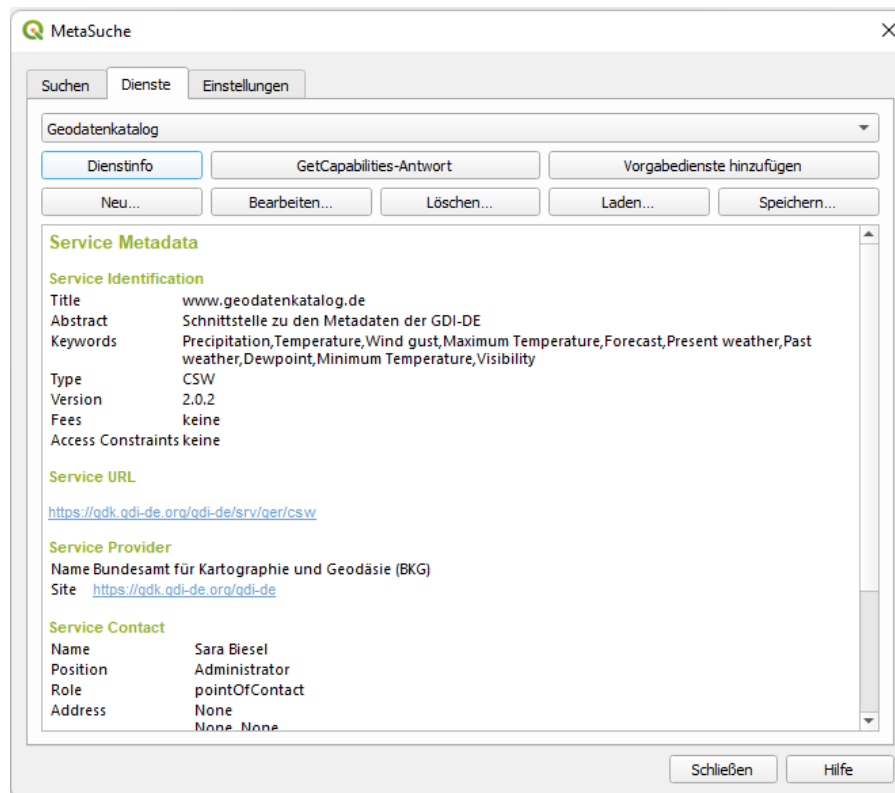 MetaSuche
Suchen Dienste Einstellungen
Geodatenkatalog
Dienstinfo GetCapabilities-Antwort Vorgabedienste hinzufügen
Neu... Bearbeiten... Löschen... Laden... Speichern...
Service Metadata
Service Identification
Title www.geodatenkatalog.de
Abstract Schnittstelle zu den Metadaten der GDI-DE
Keywords Precipitation,Temperature,Wind gust,Maximum Temperature,Forecast,Present weather,Past
weather,Dewpoint,Minimum Temperature,Visibility
Type CSW
Version 2.0.2
Fees keine
Access Constraints keine
Service URL
https://gdk.gdi-de.org/gdi-de/srv/ger/csw
Service Provider
Name Bundesamt für Kartographie und Geodäsie (BKG)
Site https://gdk.gdi-de.org/gdi-de
Service Contact
Name Sara Biesel
Position Administrator
Role pointOfContact
Address None
None, None
Schließen Hilfe